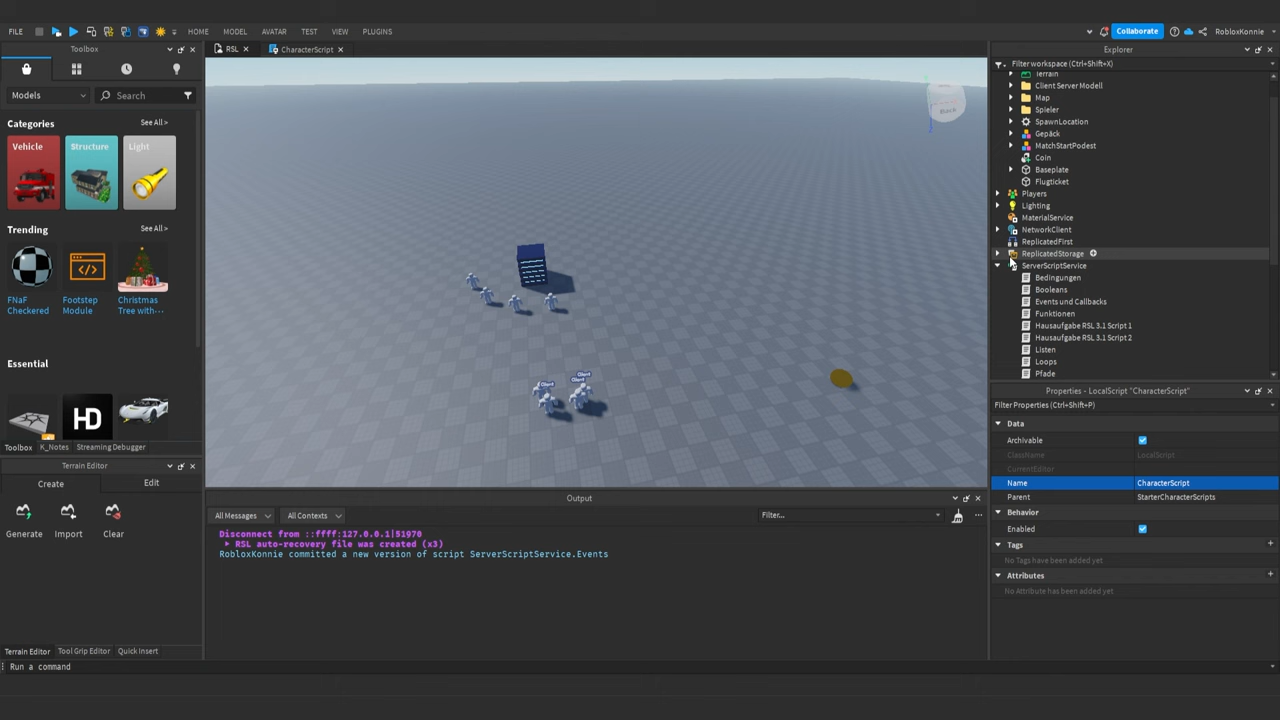 FILE HOME MODEL AVATAR TEST VIEW PLUGINS Collaborate RobloxKonnie
Toolbox
RSL
CharacterScript
Explorer
Filter workspace (Ctrl+Shift+X)
Models
Search
Categories
See All >
Vehicle
Structure
Light
Trending
See All >
FNaF Checkered
Footstep Module
Christmas Tree with···
Essential
HD
Toolbox K_Notes Streaming Debugger
Terrain Editor
Create
Edit
Generate
Import
Clear
Terrain Editor Tool Grip Editor Quick Insert
Back
Client
Client
Client
Output
All Messages
All Contexts
Filter...
Disconnect from ::ffff:127.0.0.1|51970
RSL auto-recovery file was created (x3)
RobloxKonnie committed a new version of script ServerScriptService.Events
Terrain
Client Server Modell
Map
Spieler
SpawnLocation
Gepäck
MatchStartPodest
Coin
Baseplate
Flugticket
Players
Lighting
MaterialService
NetworkClient
ReplicatedFirst
ReplicatedStorage
ServerScriptService
Bedingungen
Booleans
Events und Callbacks
Funktionen
Hausaufgabe RSL 3.1 Script 1
Hausaufgabe RSL 3.1 Script 2
Listen
Loops
Pfade
Properties - LocalScript "CharacterScript"
Filter Properties (Ctrl+Shift+P)
Data
Archivable
ClassName LocalScript
CurrentEditor
Name CharacterScript
Parent StarterCharacterScripts
Behavior
Enabled
Tags
No Tags have been added yet
Attributes
No Attribute has been added yet
Run a command